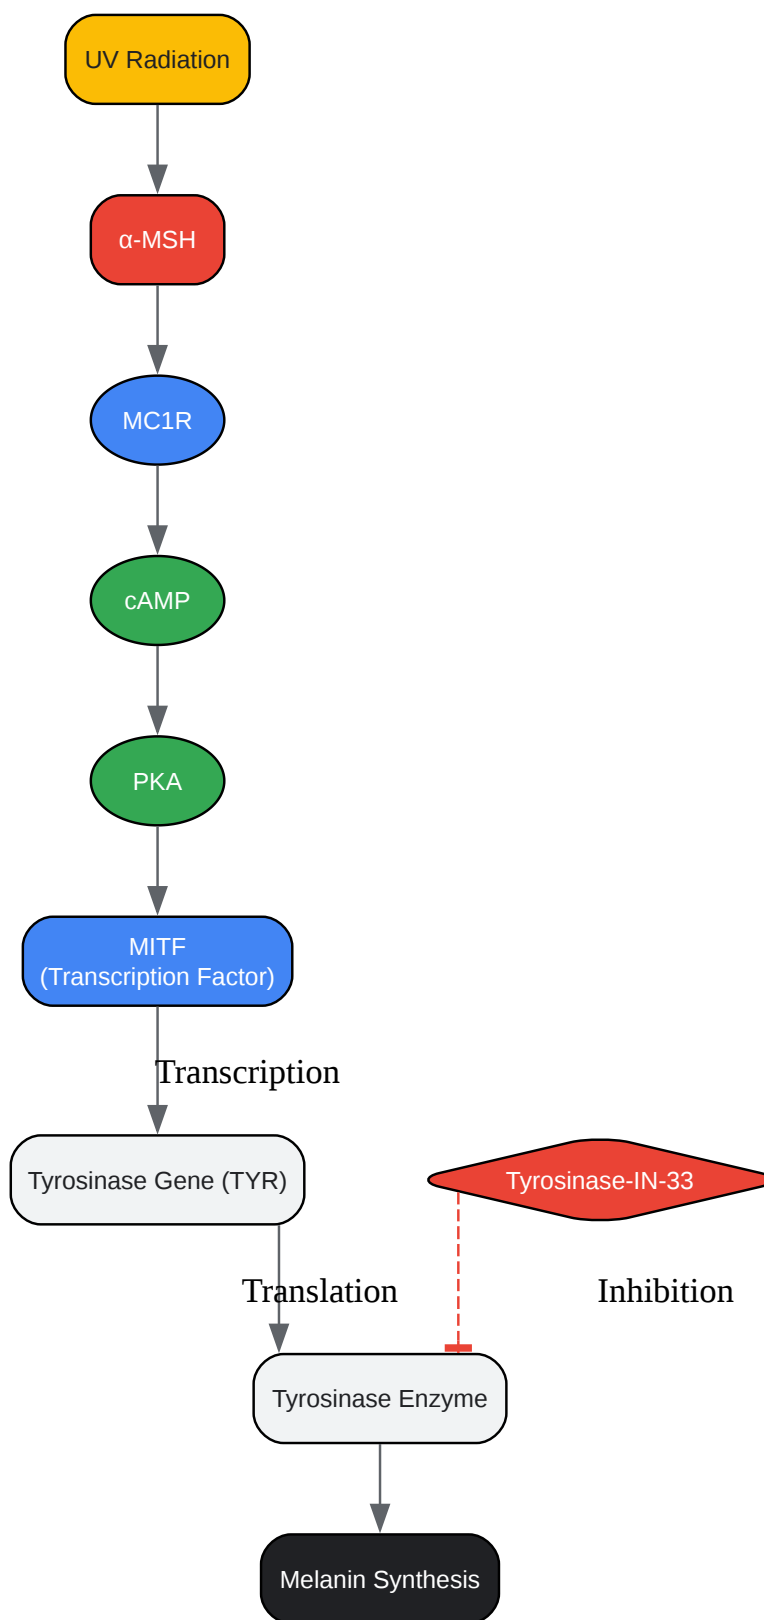 UV Radiation
α-MSH
MC1R
cAMP
PKA
MITF
(Transcription Factor)
Transcription
Tyrosinase Gene (TYR)
Tyrosinase-IN-33
Translation
Inhibition
Tyrosinase Enzyme
Melanin Synthesis